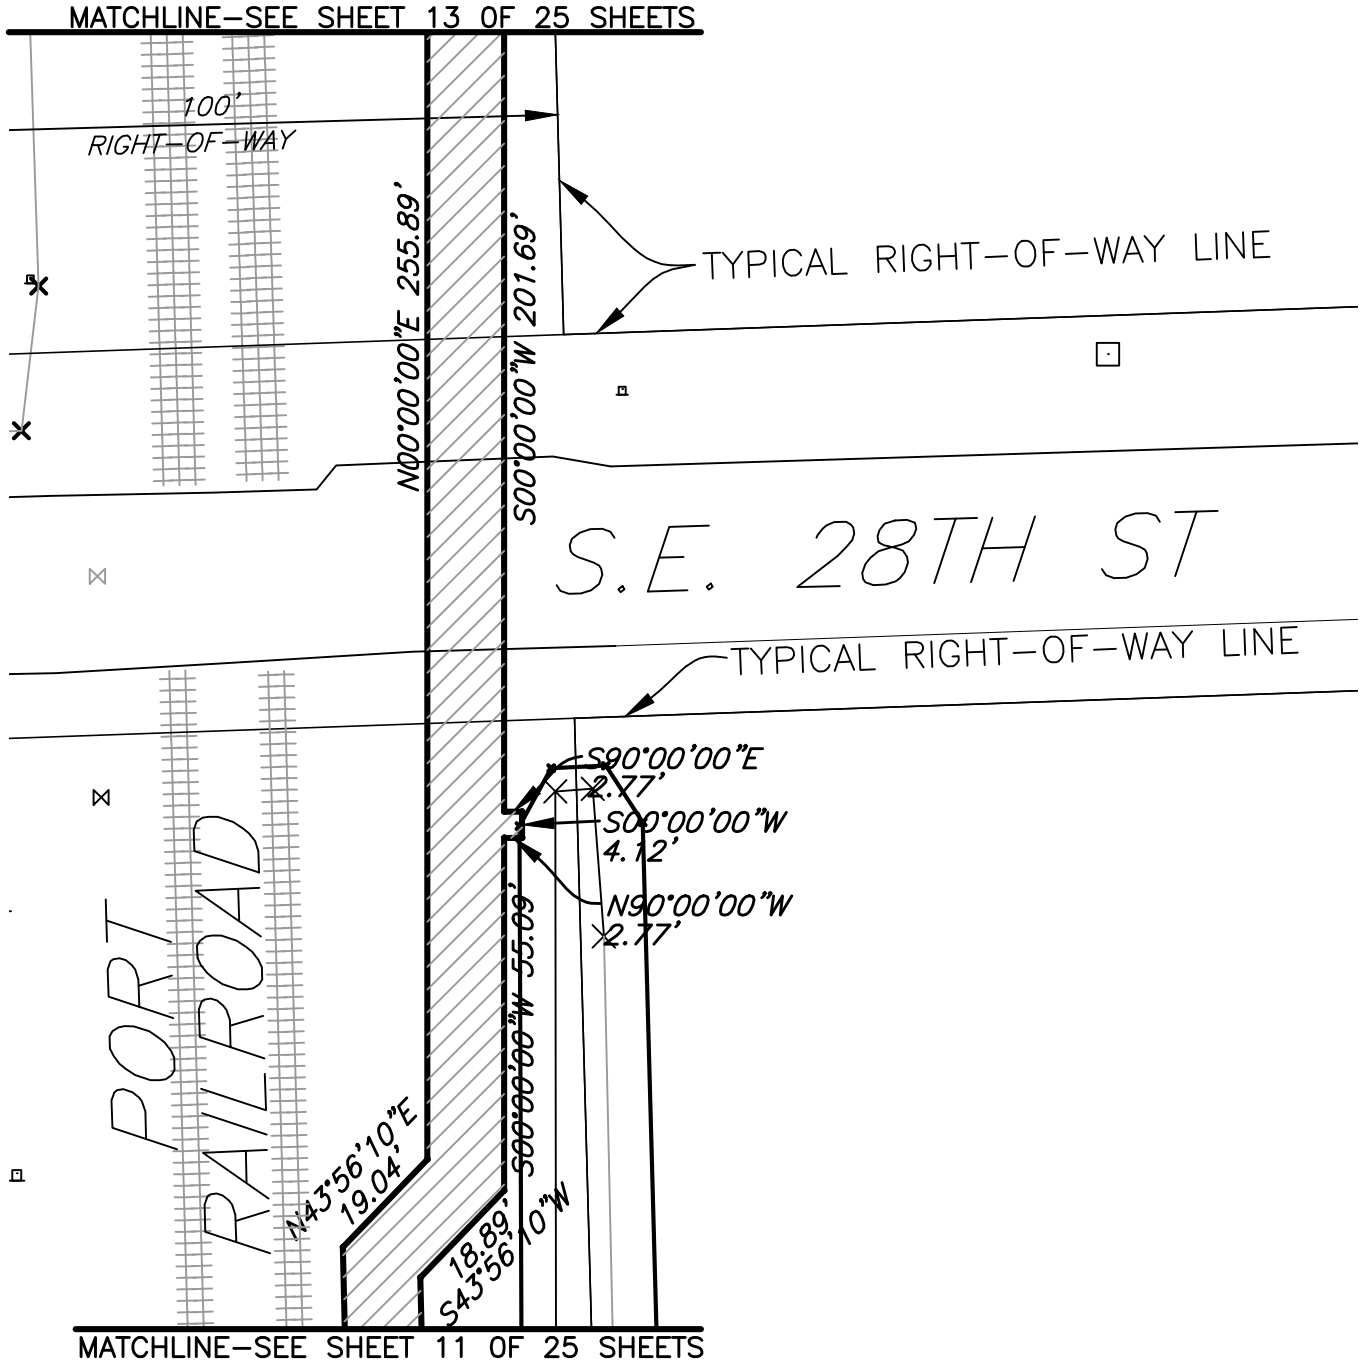 MATCHLINE-SEE SHEET 13 OF 25 SHEETS
100'
RIGHT-OF-WAY
N00°00'00"E 255.89'
S00°00'00"W 201.69'
TYPICAL RIGHT-OF-WAY LINE
S.E. 28TH ST
TYPICAL RIGHT-OF-WAY LINE
S90°00'00"E
2.77'
S00°00'00"W
4.12'
N90°00'00"W
2.77'
S00°00'00"W 55.09'
PORT
RAILROAD
N43°56'10"E
19.04'
18.89'
S43°56'10"W
MATCHLINE-SEE SHEET 11 OF 25 SHEETS